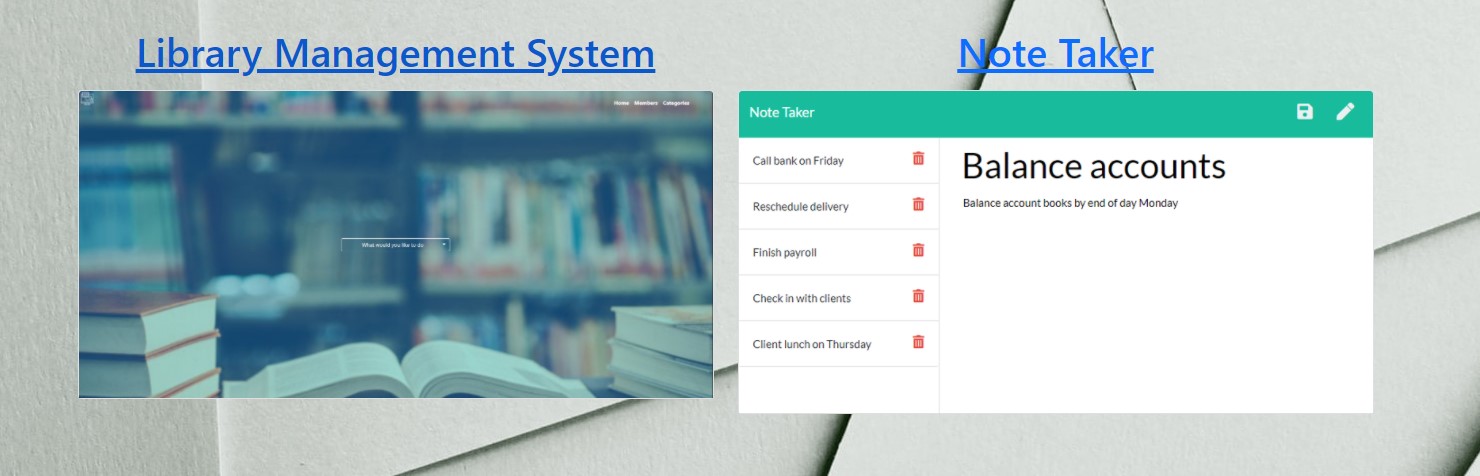 Library Management System
Home Members Categories
What would you like to do
Note Taker
Note Taker
Call bank on Friday
Reschedule delivery
Finish payroll
Check in with clients
Client lunch on Thursday
Balance accounts
Balance account books by end of day Monday